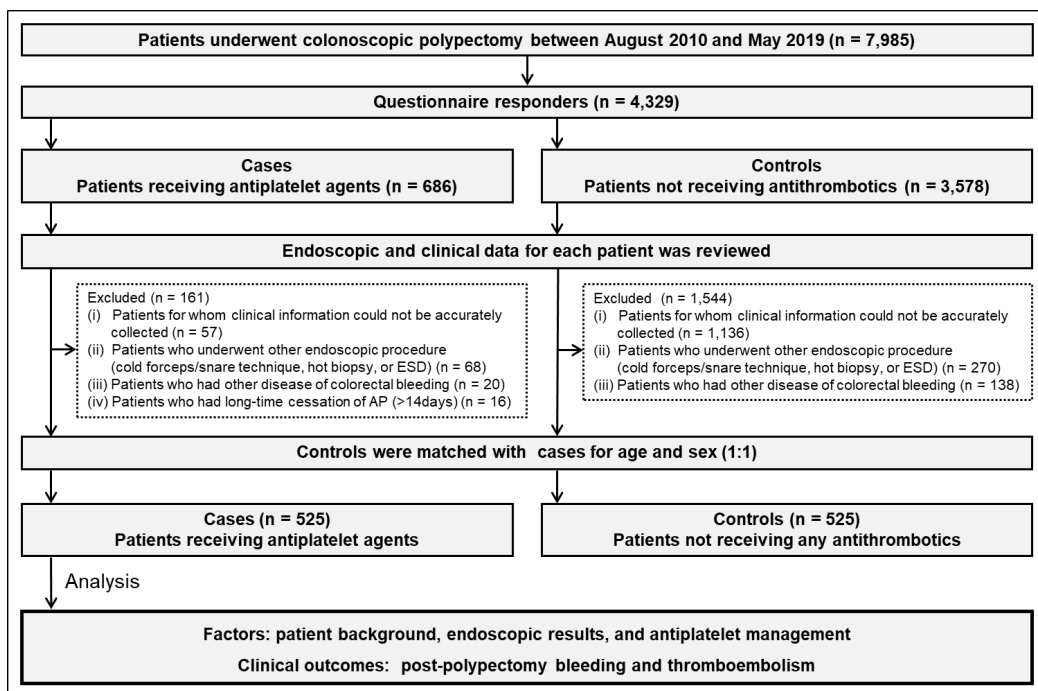 Patients underwent colonoscopic polypectomy between August 2010 and May 2019 (n = 7,985)
Questionnaire responders (n = 4,329)
Cases
Patients receiving antiplatelet agents (n = 686)
Controls
Patients not receiving antithrombotics (n = 3,578)
Endoscopic and clinical data for each patient was reviewed
Excluded (n = 161)
(i) Patients for whom clinical information could not be accurately
collected (n = 57)
(ii) Patients who underwent other endoscopic procedure
(cold forceps/snare technique, hot biopsy, or ESD) (n = 68)
(iii) Patients who had other disease of colorectal bleeding (n = 20)
(iv) Patients who had long-time cessation of AP (>14days) (n = 16)
Excluded (n = 1,544)
(i) Patients for whom clinical information could not be accurately
collected (n = 1,136)
(ii) Patients who underwent other endoscopic procedure
(cold forceps/snare technique, hot biopsy, or ESD) (n = 270)
(iii) Patients who had other disease of colorectal bleeding (n = 138)
Controls were matched with cases for age and sex (1:1)
Cases (n = 525)
Patients receiving antiplatelet agents
Controls (n = 525)
Patients not receiving any antithrombotics
Analysis
Factors: patient background, endoscopic results, and antiplatelet management
Clinical outcomes: post-polypectomy bleeding and thromboembolism